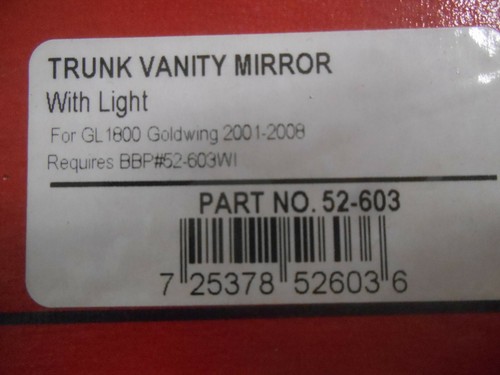 TRUNK VANITY MIRROR
With Light
For GL1800 Goldwing 2001-2008
Requires BBP#52-603WI
PART NO. 52-603
7 25378 52603 6